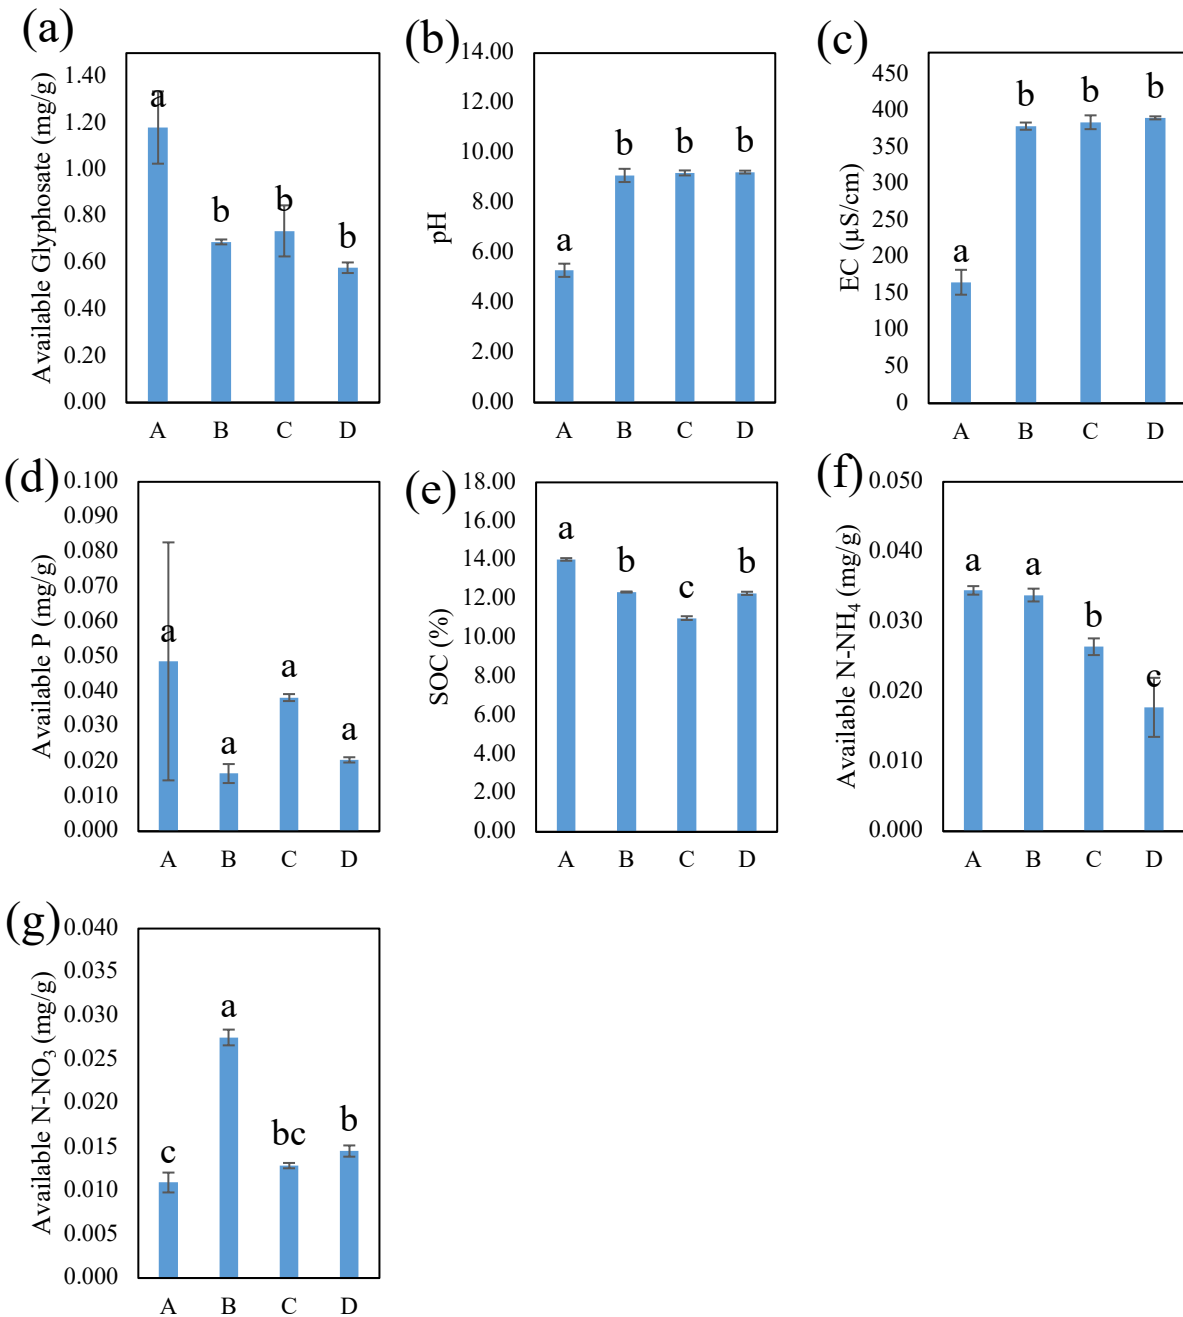 (a)
Available Glyphosate (mg/g)
1.40
1.20
1.00
0.80
0.60
0.40
0.20
0.00
a
b
b
b
A B C D
(b)
pH
14.00
12.00
10.00
8.00
6.00
4.00
2.00
0.00
a
b
b
b
A B C D
(c)
EC (µS/cm)
450
400
350
300
250
200
150
100
50
0
a
b
b
b
A B C D
(d)
Available P (mg/g)
0.100
0.090
0.080
0.070
0.060
0.050
0.040
0.030
0.020
0.010
0.000
a
a
a
a
A B C D
(e)
SOC (%)
18.00
16.00
14.00
12.00
10.00
8.00
6.00
4.00
2.00
0.00
a
b
c
b
A B C D
(f)
Available N-NH₄ (mg/g)
0.050
0.040
0.030
0.020
0.010
0.000
a
a
b
c
A B C D
(g)
Available N-NO₃ (mg/g)
0.040
0.035
0.030
0.025
0.020
0.015
0.010
0.005
0.000
c
a
bc
b
A B C D